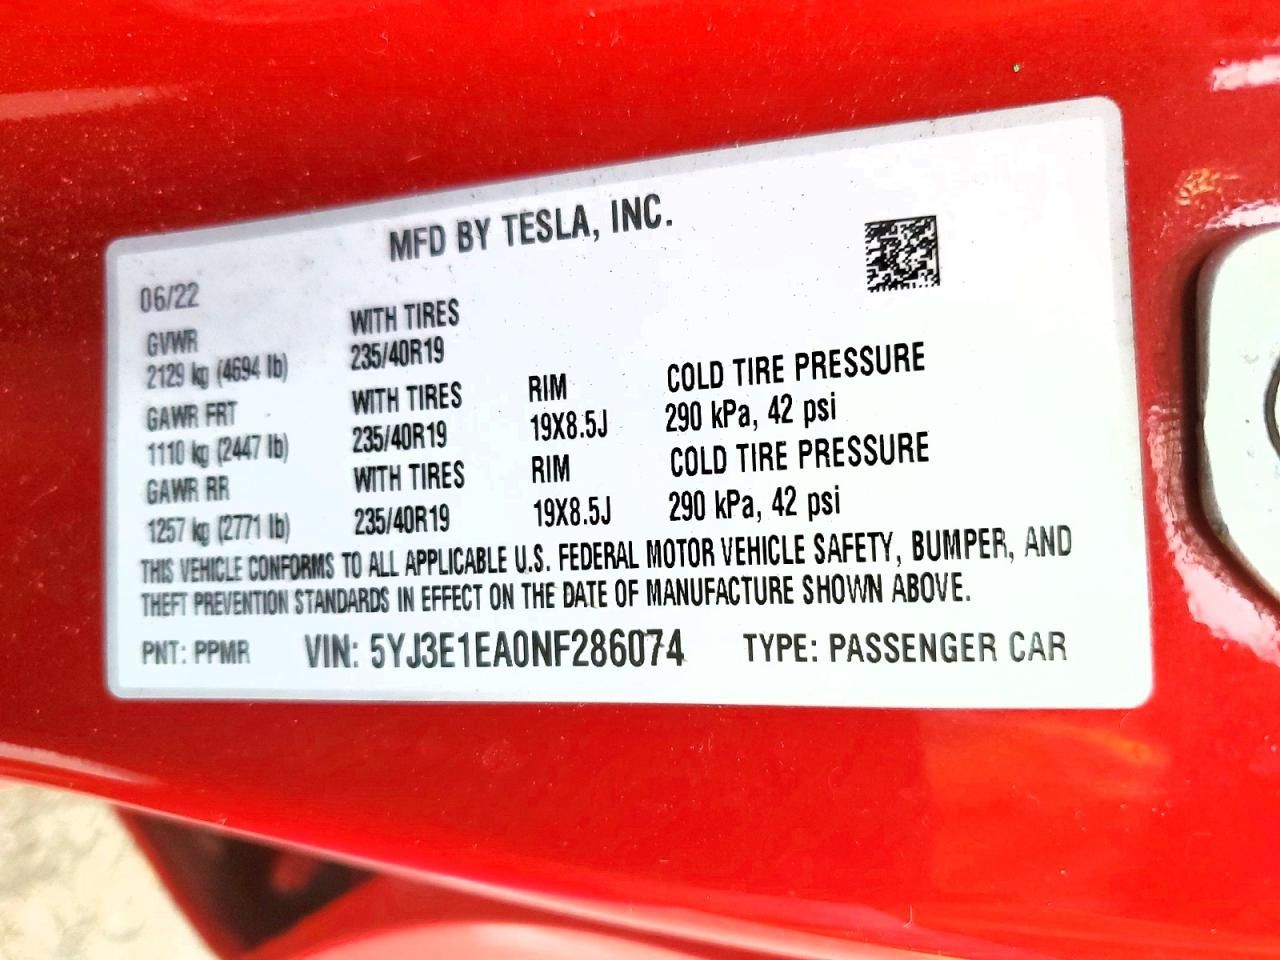 MFD BY TESLA, INC.
06/22
GVWR WITH TIRES
2129 kg (4694 lb) 235/40R19
GAWR FRT WITH TIRES RIM COLD TIRE PRESSURE
1110 kg (2447 lb) 235/40R19 19X8.5J 290 kPa, 42 psi
GAWR RR WITH TIRES RIM COLD TIRE PRESSURE
1257 kg (2771 lb) 235/40R19 19X8.5J 290 kPa, 42 psi
THIS VEHICLE CONFORMS TO ALL APPLICABLE U.S. FEDERAL MOTOR VEHICLE SAFETY, BUMPER, AND
THEFT PREVENTION STANDARDS IN EFFECT ON THE DATE OF MANUFACTURE SHOWN ABOVE.
PNT: PPMR VIN: 5YJ3E1EA0NF286074 TYPE: PASSENGER CAR